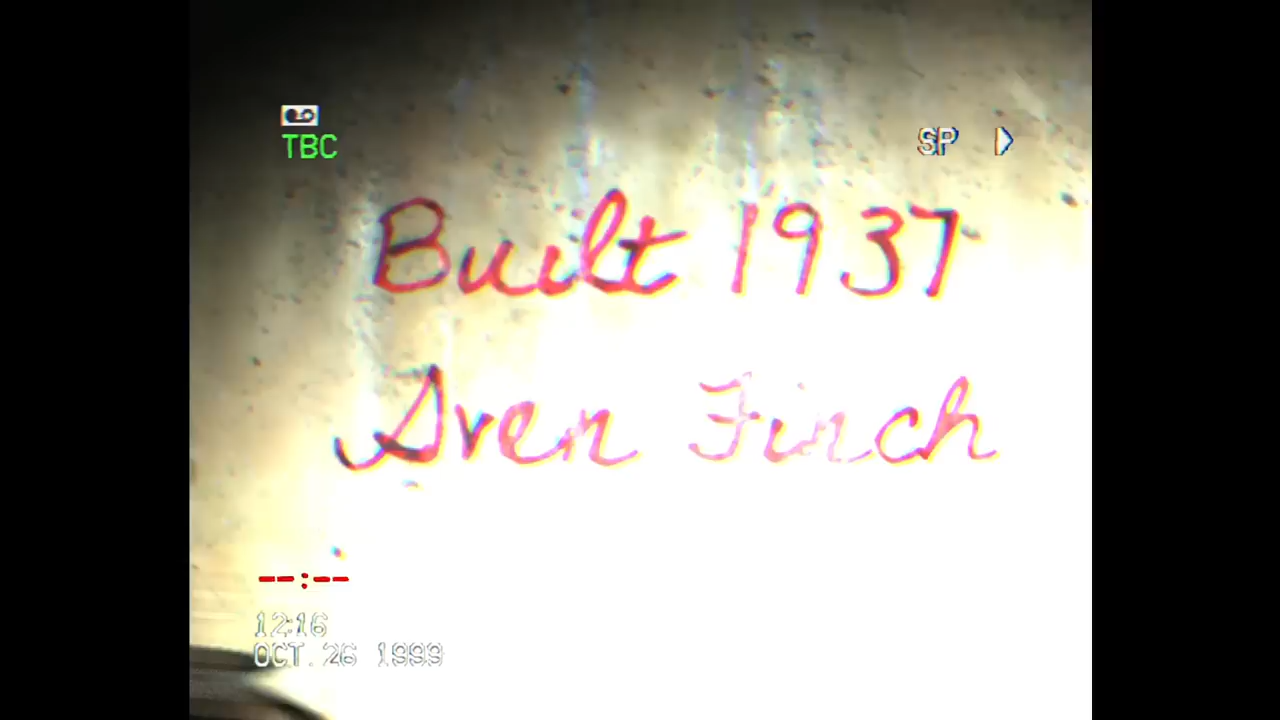 TBC
SP
Built 1937
Sven Finch
--:--
12:16
OCT. 26 1999